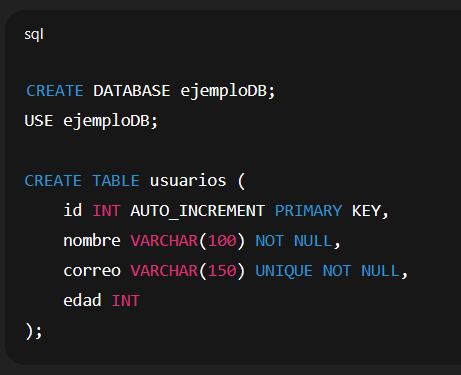 sql
CREATE DATABASE ejemploDB;
USE ejemploDB;
CREATE TABLE usuarios (
id INT AUTO_INCREMENT PRIMARY KEY,
nombre VARCHAR(100) NOT NULL,
correo VARCHAR(150) UNIQUE NOT NULL,
edad INT
);